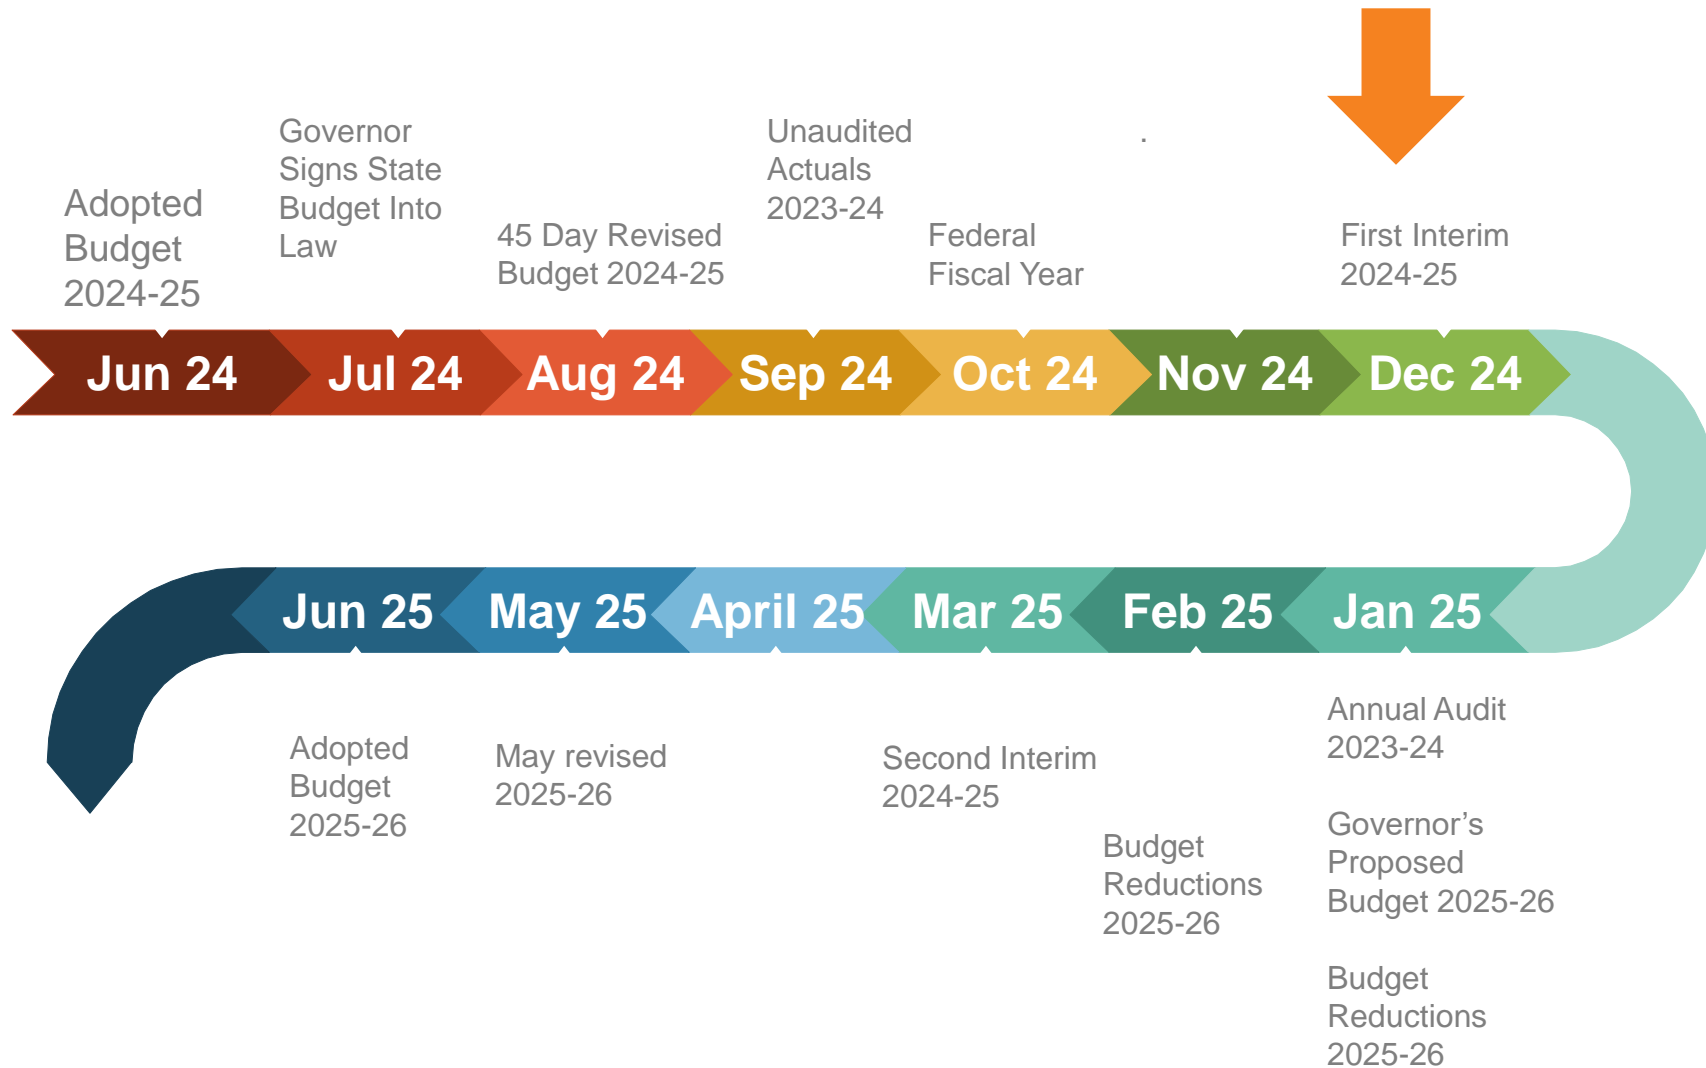 Adopted
Budget
2024-25
Governor
Signs State
Budget Into
Law
45 Day Revised
Budget 2024-25
Unaudited
Actuals
2023-24
Federal
Fiscal Year
.
First Interim
2024-25
Jun 24
Jul 24
Aug 24
Sep 24
Oct 24
Nov 24
Dec 24
Jun 25
May 25
April 25
Mar 25
Feb 25
Jan 25
Adopted
Budget
2025-26
May revised
2025-26
Second Interim
2024-25
Budget
Reductions
2025-26
Annual Audit
2023-24
Governor’s
Proposed
Budget 2025-26
Budget
Reductions
2025-26